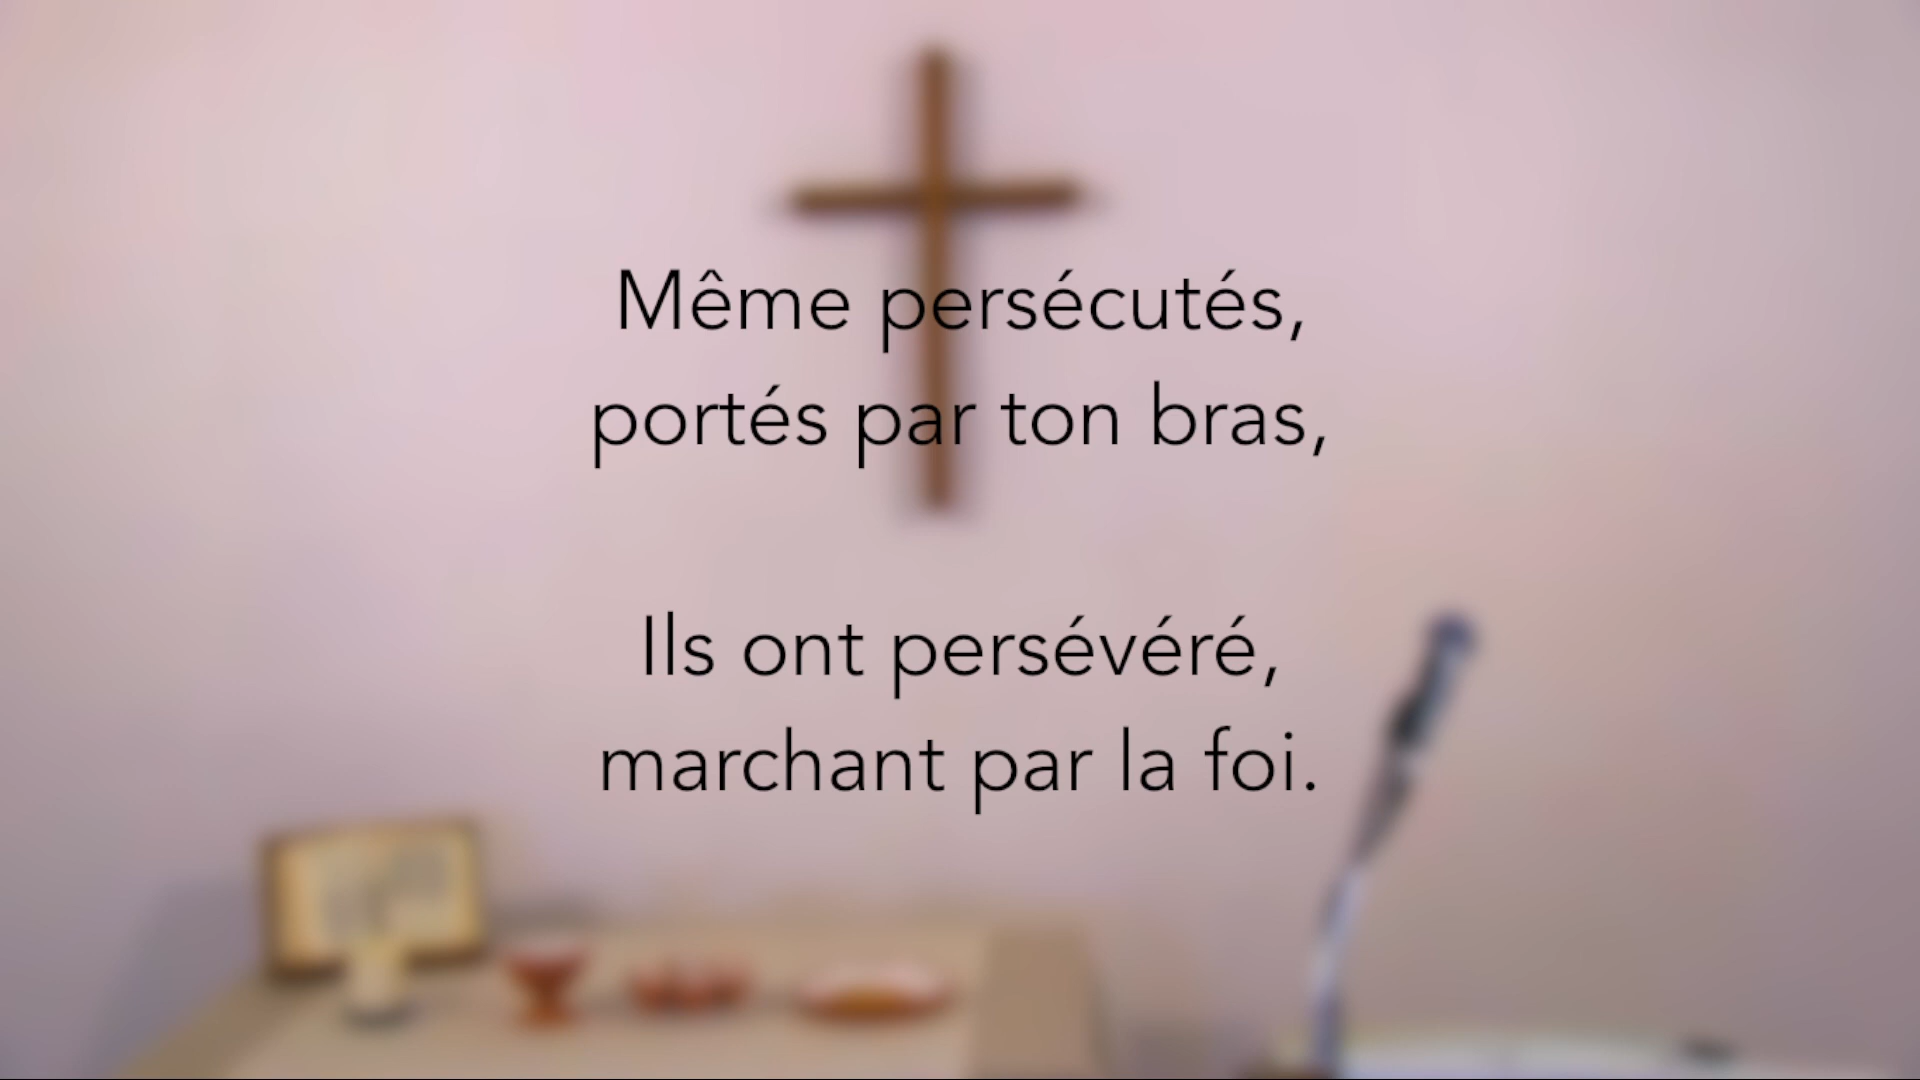 Même persécutés,
portés par ton bras,
Ils ont persévéré,
marchant par la foi.